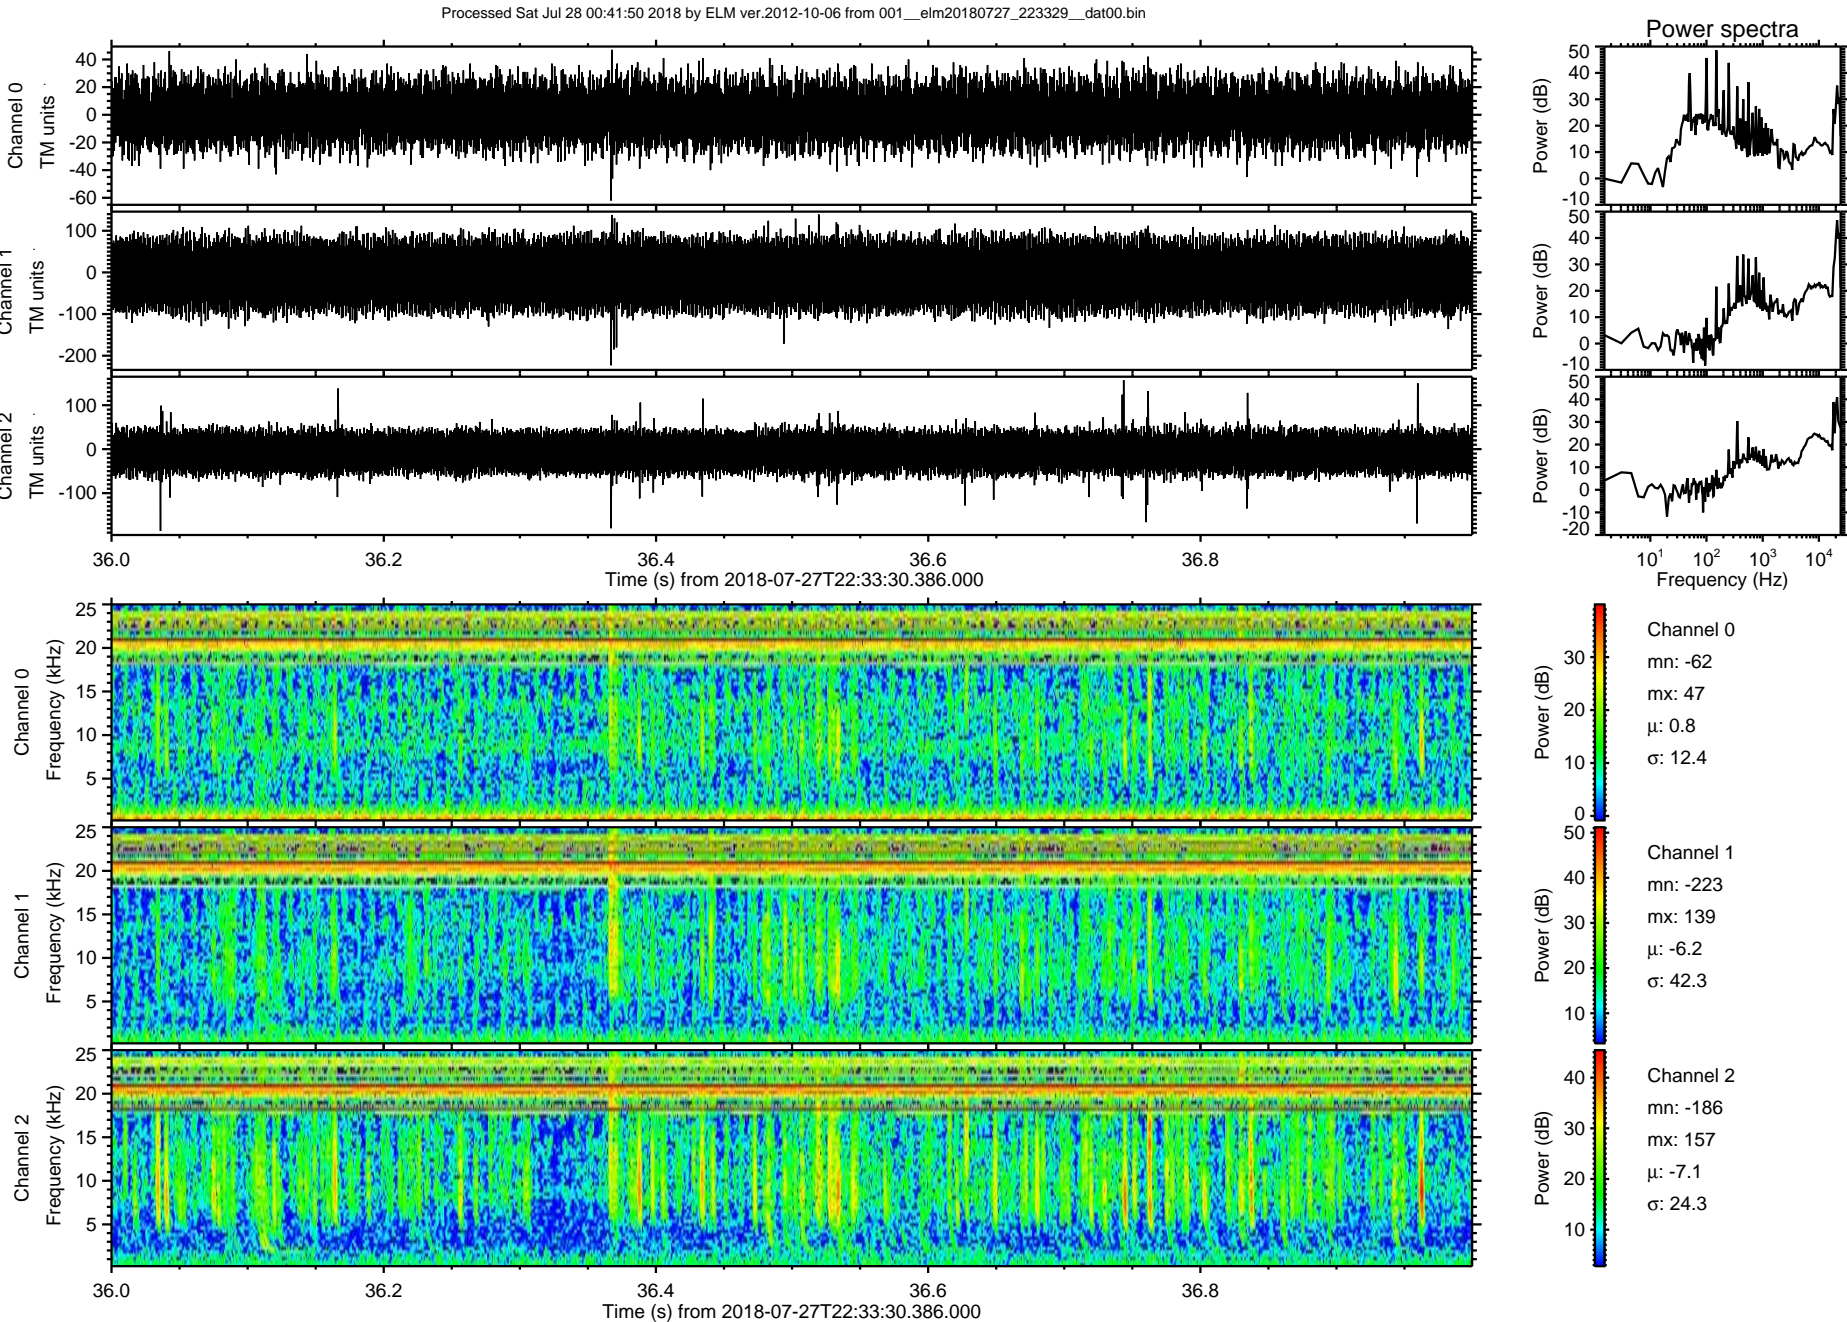 Processed Sat Jul 28 00:41:50 2018 by ELM ver.2012-10-06 from 001__elm20180727_223329__dat00.bin
Power spectra
Channel 0
TM units
40
20
0
-20
-40
-60
Power (dB)
50
40
30
20
10
0
-10
Channel 1
TM units
100
0
-100
-200
Power (dB)
50
40
30
20
10
0
-10
Channel 2
TM units
100
0
-100
Power (dB)
50
40
30
20
10
0
-10
-20
36.0 36.2 36.4 36.6 36.8
Time (s) from 2018-07-27T22:33:30.386.000
10^1 10^2 10^3 10^4
Frequency (Hz)
Channel 0
Frequency (kHz)
25
20
15
10
5
Power (dB)
30
20
10
0
Channel 0
mn: -62
mx: 47
μ: 0.8
σ: 12.4
Channel 1
Frequency (kHz)
25
20
15
10
5
Power (dB)
50
40
30
20
10
Channel 1
mn: -223
mx: 139
μ: -6.2
σ: 42.3
Channel 2
Frequency (kHz)
25
20
15
10
5
Power (dB)
40
30
20
10
Channel 2
mn: -186
mx: 157
μ: -7.1
σ: 24.3
36.0 36.2 36.4 36.6 36.8
Time (s) from 2018-07-27T22:33:30.386.000